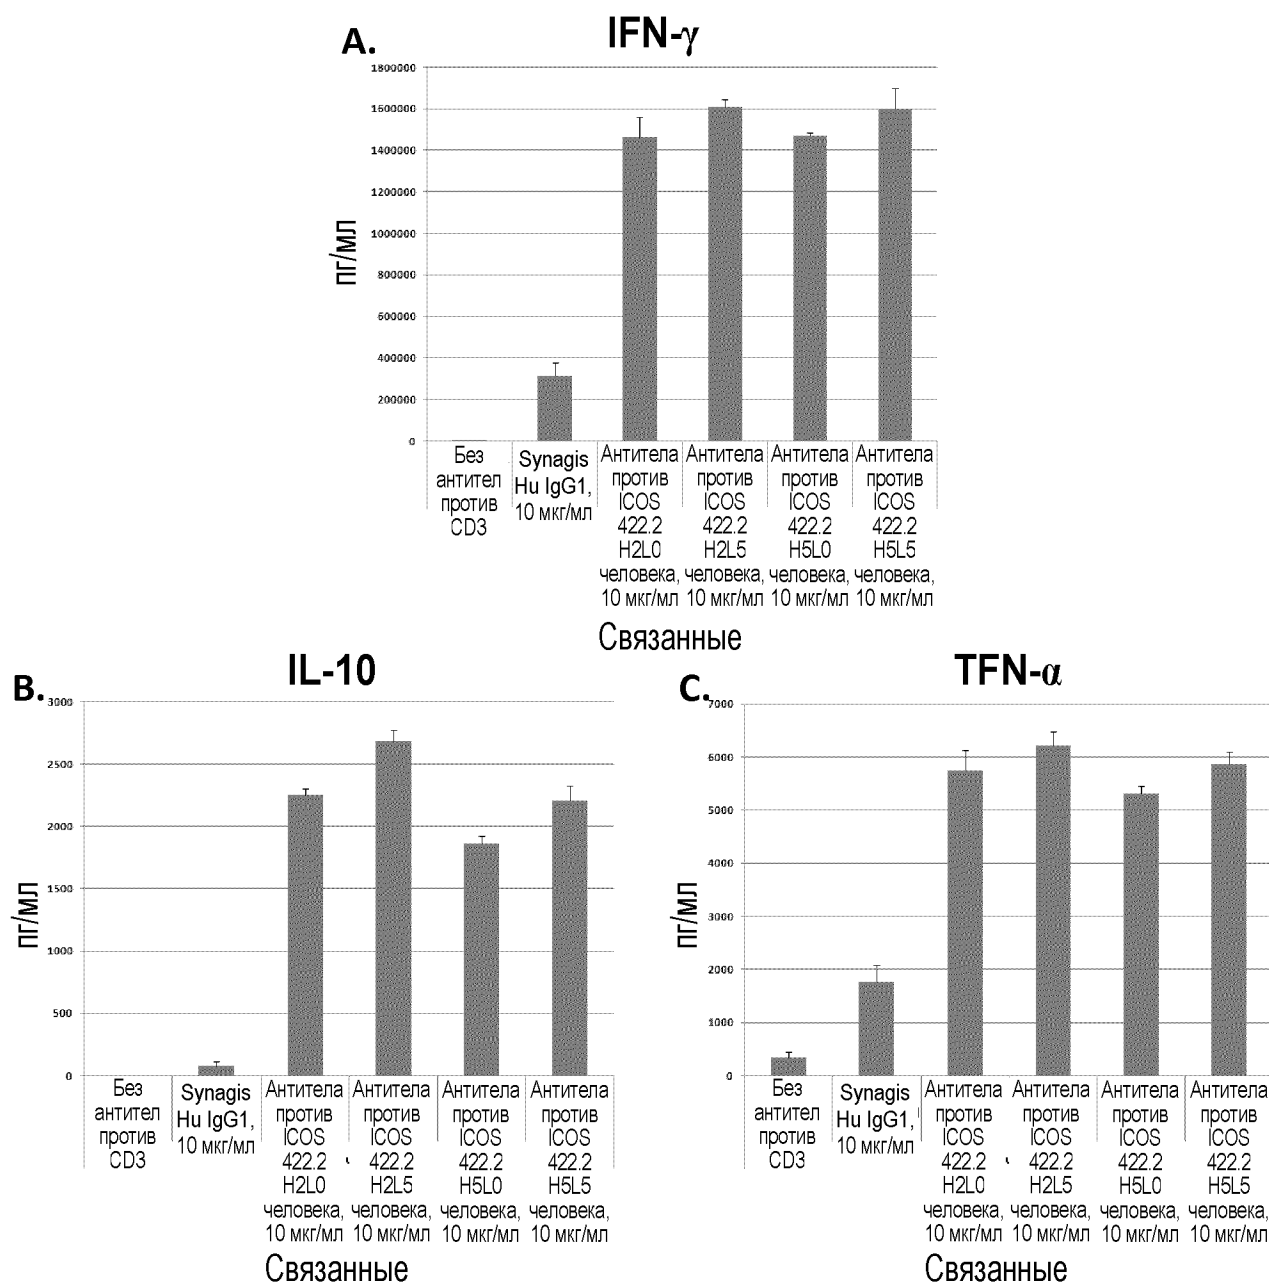 A.
IFN-γ
пг/мл
1800000
1600000
1400000
1200000
1000000
800000
600000
400000
200000
0
Без
антител
против
CD3
Synagis
Hu IgG1,
10 мкг/мл
Антитела
против
ICOS
422.2
H2L0
человека,
10 мкг/мл
Антитела
против
ICOS
422.2
H2L5
человека,
10 мкг/мл
Антитела
против
ICOS
422.2
H5L0
человека,
10 мкг/мл
Антитела
против
ICOS
422.2
H5L5
человека,
10 мкг/мл
Связанные
B.
IL-10
пг/мл
3000
2500
2000
1500
1000
500
0
Без
антител
против
CD3
Synagis
Hu IgG1,
10 мкг/мл
Антитела
против
ICOS
422.2
H2L0
человека,
10 мкг/мл
Антитела
против
ICOS
422.2
H2L5
человека,
10 мкг/мл
Антитела
против
ICOS
422.2
H5L0
человека,
10 мкг/мл
Антитела
против
ICOS
422.2
H5L5
человека,
10 мкг/мл
Связанные
C.
TFN-α
пг/мл
7000
6000
5000
4000
3000
2000
1000
0
Без
антител
против
CD3
Synagis
Hu IgG1,
10 мкг/мл
Антитела
против
ICOS
422.2
H2L0
человека,
10 мкг/мл
Антитела
против
ICOS
422.2
H2L5
человека,
10 мкг/мл
Антитела
против
ICOS
422.2
H5L0
человека,
10 мкг/мл
Антитела
против
ICOS
422.2
H5L5
человека,
10 мкг/мл
Связанные